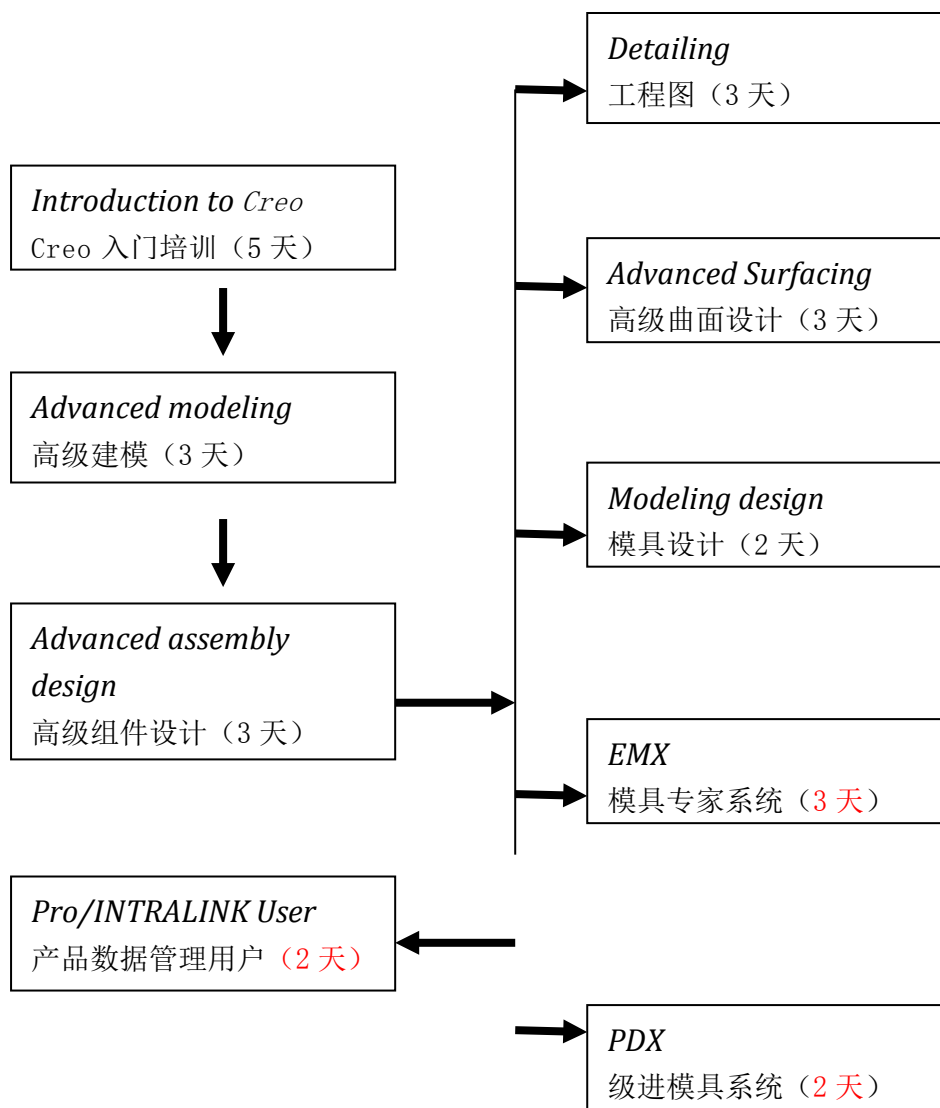 Introduction to Creo
Creo 入门培训（5 天）
Advanced modeling
高级建模（3 天）
Advanced assembly
design
高级组件设计（3 天）
Pro/INTRALINK User
产品数据管理用户（2 天）
Detailing
工程图（3 天）
Advanced Surfacing
高级曲面设计（3 天）
Modeling design
模具设计（2 天）
EMX
模具专家系统（3 天）
PDX
级进模具系统（2 天）